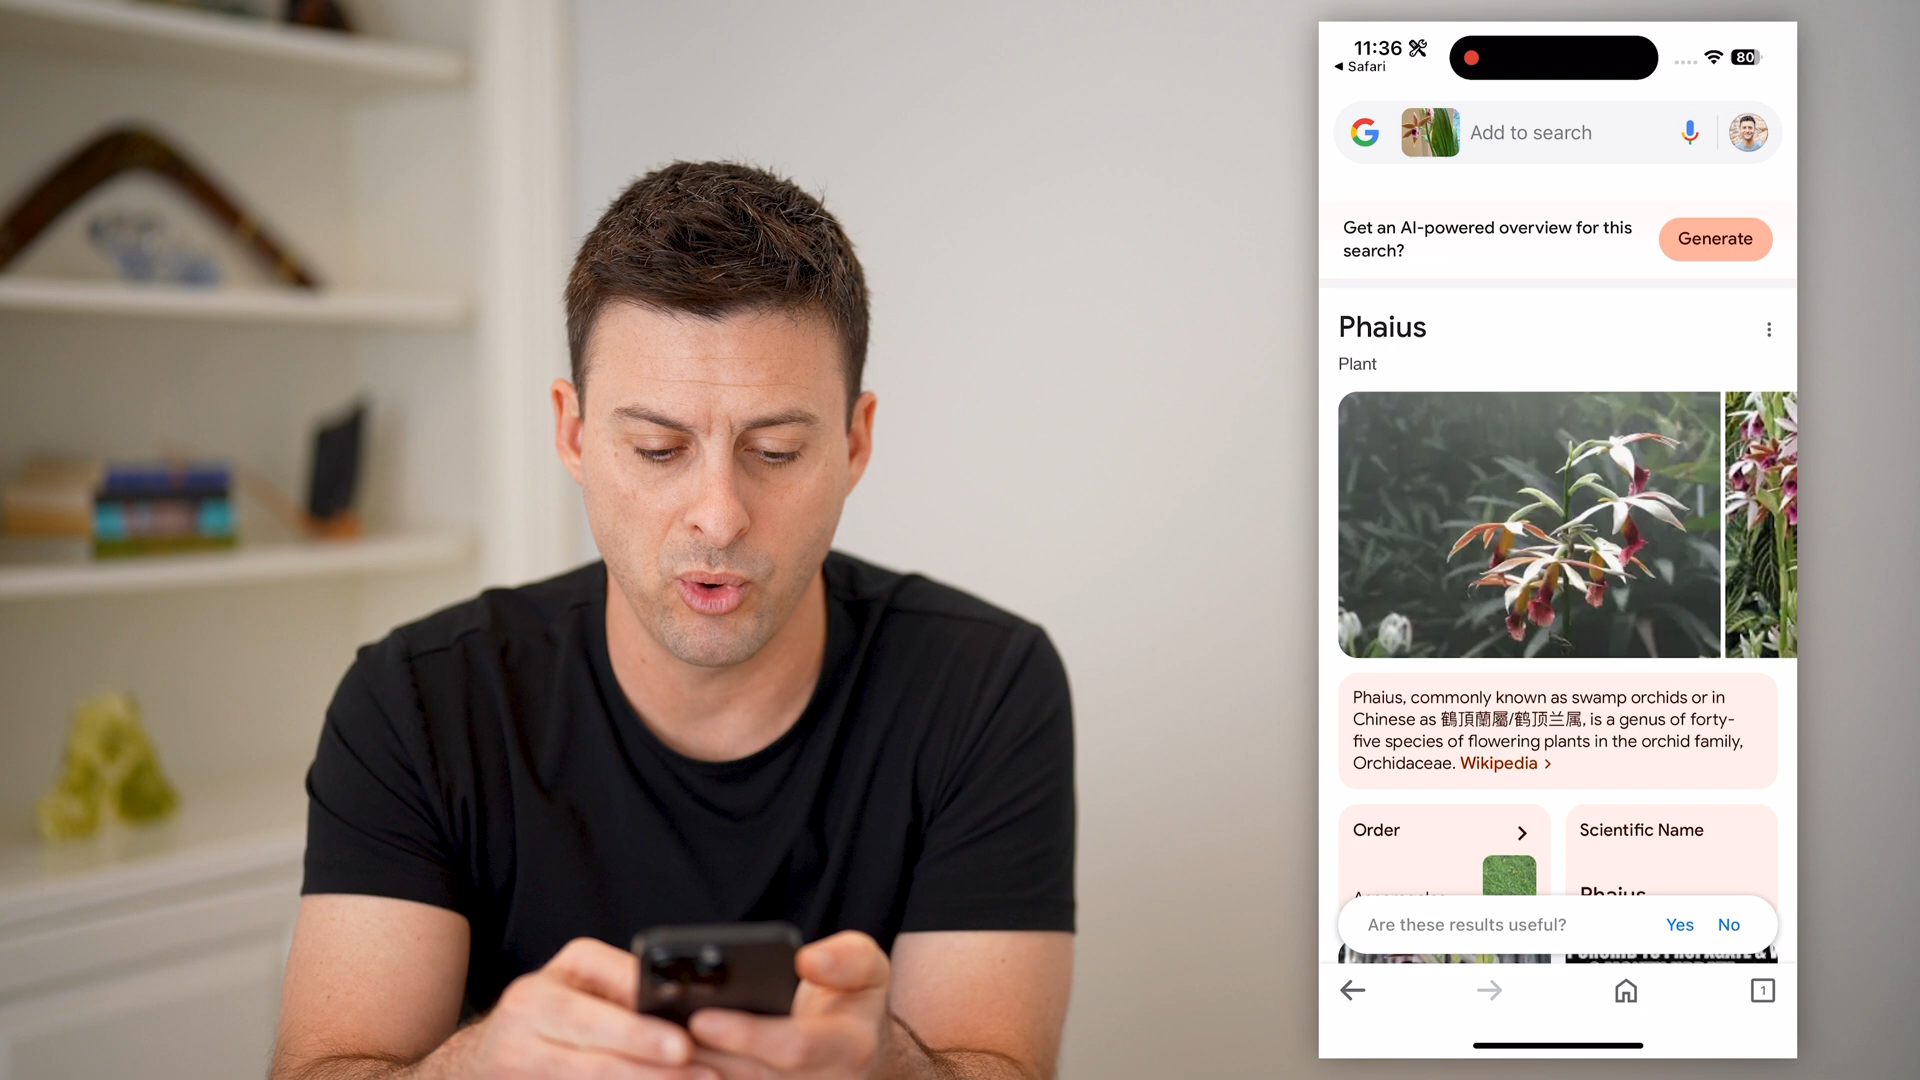 11:36
Safari
80
Add to search
Get an AI-powered overview for this
search?
Generate
Phaius
Plant
Phaius, commonly known as swamp orchids or in
Chinese as 鶴頂蘭屬/鹤顶兰属, is a genus of forty-
five species of flowering plants in the orchid family,
Orchidaceae. Wikipedia
Order
Scientific Name
Phaius
Are these results useful?
Yes No
1